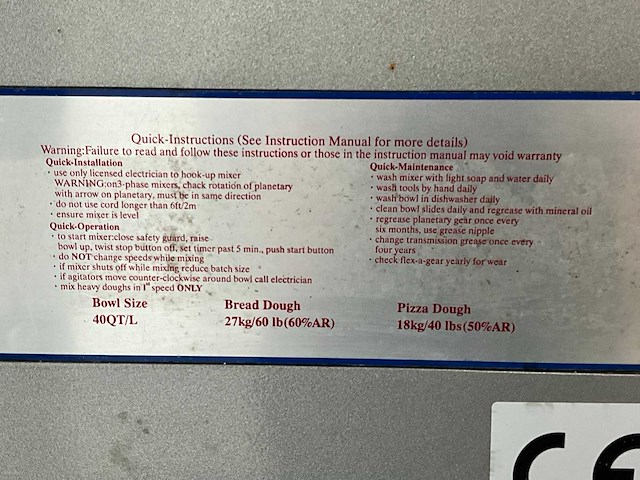 Quick-Instructions (See Instruction Manual for more details)
Warning:Failure to read and follow these instructions or those in the instruction manual may void warranty
Quick-Installation
· use only licensed electrician to hook-up mixer
WARNING:on3-phase mixers, chack rotation of planetary
with arrow on planetary, must be in same direction
· do not use cord longer than 6ft/2m
· ensure mixer is level
Quick-Operation
· to start mixer:close safety guard, raise
bowl up, twist stop button off, set timer past 5 min., push start button
· do NOT change speeds while mixing
· if mixer shuts off while mixing reduce batch size
· if agitators move counter-clockwise around bowl call electrician
· mix heavy doughs in 1st speed ONLY
Quick-Maintenance
· wash mixer with light soap and water daily
· wash tools by hand daily
· wash bowl in dishwasher daily
· clean bowl slides daily and regrease with mineral oil
· regrease planetary gear once every
six months, use grease nipple
· change transmission grease once every
four years
· check flex-a-gear yearly for wear
Bowl Size Bread Dough Pizza Dough
40QT/L 27kg/60 lb(60%AR) 18kg/40 lbs(50%AR)
CE